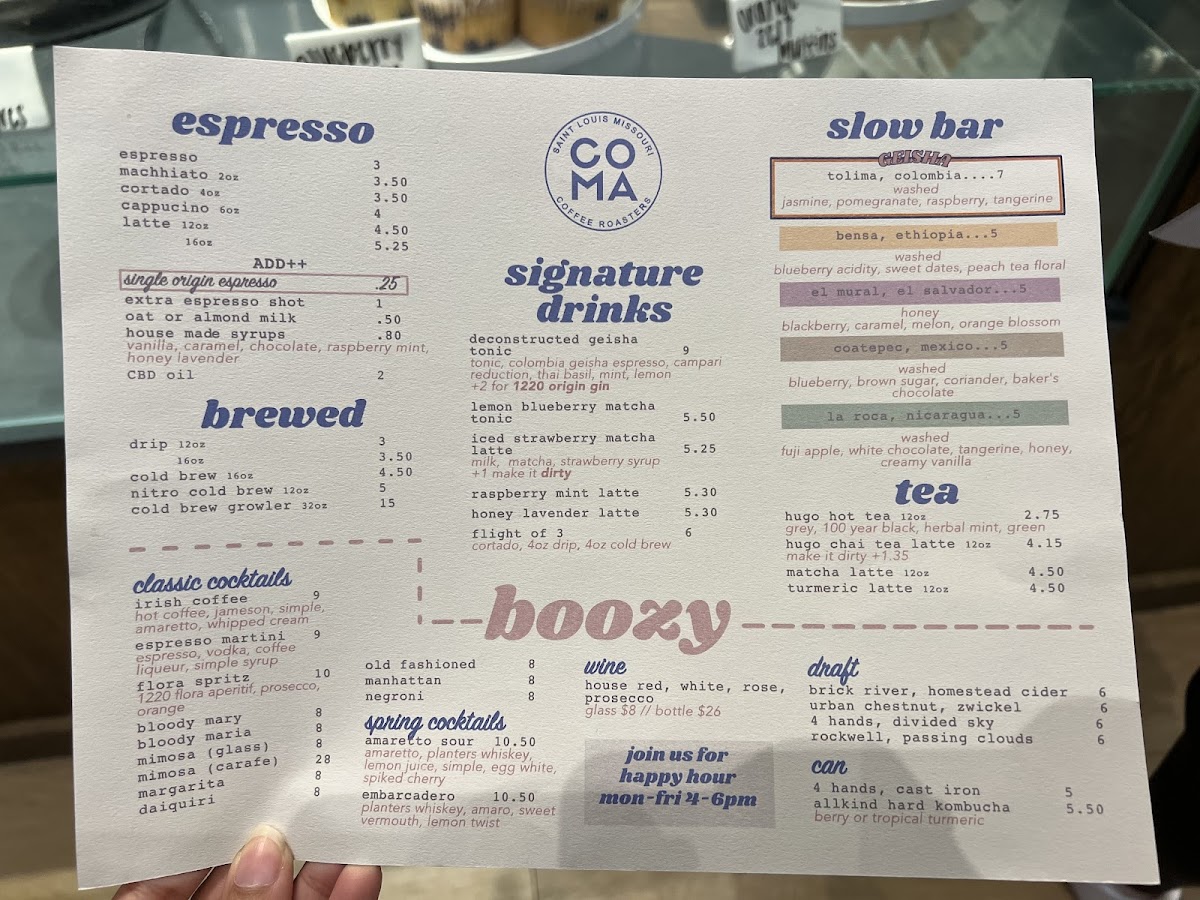 espresso
espresso 3
machhiato 2oz 3.50
cortado 4oz 3.50
cappucino 6oz 4
latte 12oz 4.50
16oz 5.25
ADD++
single origin espresso .25
extra espresso shot 1
oat or almond milk .50
house made syrups .80
vanilla, caramel, chocolate, raspberry mint,
honey lavender
CBD oil 2
brewed
drip 12oz 3
16oz 3.50
cold brew 16oz 4.50
nitro cold brew 12oz 5
cold brew growler 32oz 15
SAINT LOUIS MISSOURI
CO
MA
COFFEE ROASTERS
signature
drinks
deconstructed geisha
tonic 9
tonic, colombia geisha espresso, campari
reduction, thai basil, mint, lemon
+2 for 1220 origin gin
lemon blueberry matcha
tonic 5.50
iced strawberry matcha
latte 5.25
milk, matcha, strawberry syrup
+1 make it dirty
raspberry mint latte 5.30
honey lavender latte 5.30
flight of 3 6
cortado, 4oz drip, 4oz cold brew
slow bar
GEISHA
tolima, colombia....7
washed
jasmine, pomegranate, raspberry, tangerine
bensa, ethiopia...5
washed
blueberry acidity, sweet dates, peach tea floral
el mural, el salvador...5
honey
blackberry, caramel, melon, orange blossom
coatepec, mexico...5
washed
blueberry, brown sugar, coriander, baker's
chocolate
la roca, nicaragua...5
washed
fuji apple, white chocolate, tangerine, honey,
creamy vanilla
tea
hugo hot tea 12oz 2.75
grey, 100 year black, herbal mint, green
hugo chai tea latte 12oz 4.15
make it dirty +1.35
matcha latte 12oz 4.50
turmeric latte 12oz 4.50
boozy
classic cocktails
irish coffee 9
hot coffee, jameson, simple,
amaretto, whipped cream
espresso martini 9
espresso, vodka, coffee
liqueur, simple syrup
flora spritz 10
1220 flora aperitif, prosecco,
orange
bloody mary 8
bloody maria 8
mimosa (glass) 8
mimosa (carafe) 28
margarita 8
daiquiri 8
old fashioned 8
manhattan 8
negroni 8
spring cocktails
amaretto sour 10.50
amaretto, planters whiskey,
lemon juice, simple, egg white,
spiked cherry
embarcadero 10.50
planters whiskey, amaro, sweet
vermouth, lemon twist
wine
house red, white, rose,
prosecco
glass $8 // bottle $26
join us for
happy hour
mon-fri 4-6pm
draft
brick river, homestead cider 6
urban chestnut, zwickel 6
4 hands, divided sky 6
rockwell, passing clouds 6
can
4 hands, cast iron 5
allkind hard kombucha 5.50
berry or tropical turmeric
muffins